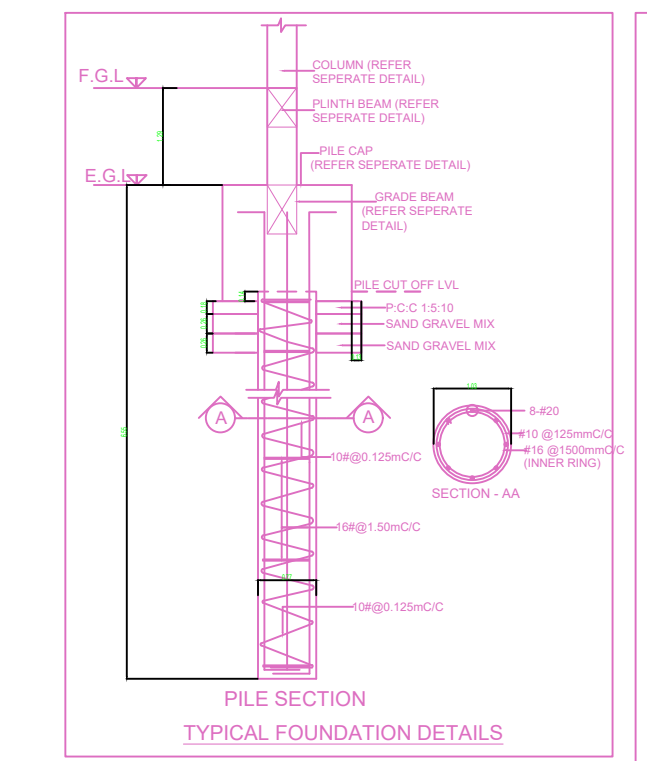 F.G.L
COLUMN (REFER
SEPERATE DETAIL)
PLINTH BEAM (REFER
SEPERATE DETAIL)
PILE CAP
(REFER SEPERATE DETAIL)
E.G.L
GRADE BEAM
(REFER SEPERATE
DETAIL)
PILE CUT OFF LVL
P:C:C 1:5:10
SAND GRAVEL MIX
SAND GRAVEL MIX
A
A
8-#20
#10 @125mmC/C
#16 @1500mmC/C
(INNER RING)
SECTION - AA
10#@0.125mC/C
16#@1.50mC/C
10#@0.125mC/C
PILE SECTION
TYPICAL FOUNDATION DETAILS